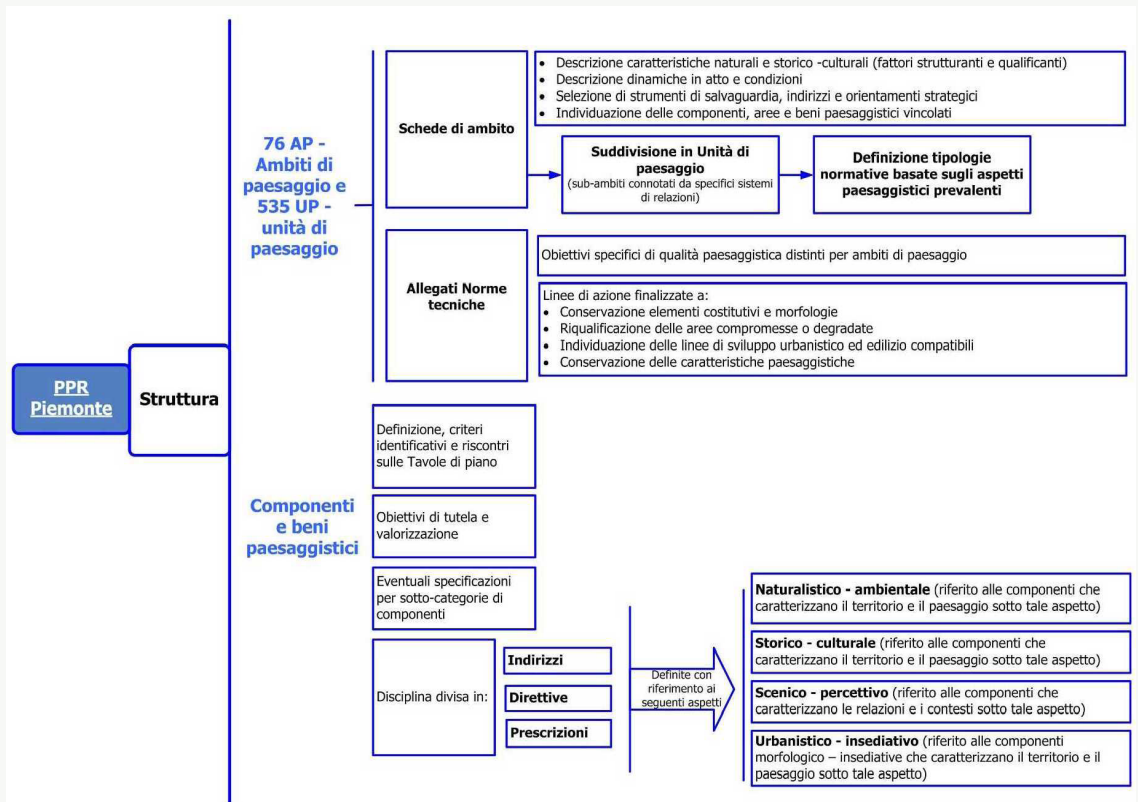 PPR
Piemonte
Struttura
76 AP -
Ambiti di
paesaggio e
535 UP -
unità di
paesaggio
Schede di ambito
• Descrizione caratteristiche naturali e storico -culturali (fattori strutturanti e qualificanti)
• Descrizione dinamiche in atto e condizioni
• Selezione di strumenti di salvaguardia, indirizzi e orientamenti strategici
• Individuazione delle componenti, aree e beni paesaggistici vincolati
Suddivisione in Unità di
paesaggio
(sub-ambiti connotati da specifici sistemi
di relazioni)
Definizione tipologie
normative basate sugli aspetti
paesaggistici prevalenti
Allegati Norme
tecniche
Obiettivi specifici di qualità paesaggistica distinti per ambiti di paesaggio
Linee di azione finalizzate a:
• Conservazione elementi costitutivi e morfologie
• Riqualificazione delle aree compromesse o degradate
• Individuazione delle linee di sviluppo urbanistico ed edilizio compatibili
• Conservazione delle caratteristiche paesaggistiche
Componenti
e beni
paesaggistici
Definizione, criteri
identificativi e riscontri
sulle Tavole di piano
Obiettivi di tutela e
valorizzazione
Eventuali specificazioni
per sotto-categorie di
componenti
Disciplina divisa in:
Indirizzi
Direttive
Prescrizioni
Definite con
riferimento ai
seguenti aspetti
Naturalistico - ambientale (riferito alle componenti che
caratterizzano il territorio e il paesaggio sotto tale aspetto)
Storico - culturale (riferito alle componenti che
caratterizzano il territorio e il paesaggio sotto tale aspetto)
Scenico - percettivo (riferito alle componenti che
caratterizzano le relazioni e i contesti sotto tale aspetto)
Urbanistico - insediativo (riferito alle componenti
morfologico – insediative che caratterizzano il territorio e il
paesaggio sotto tale aspetto)